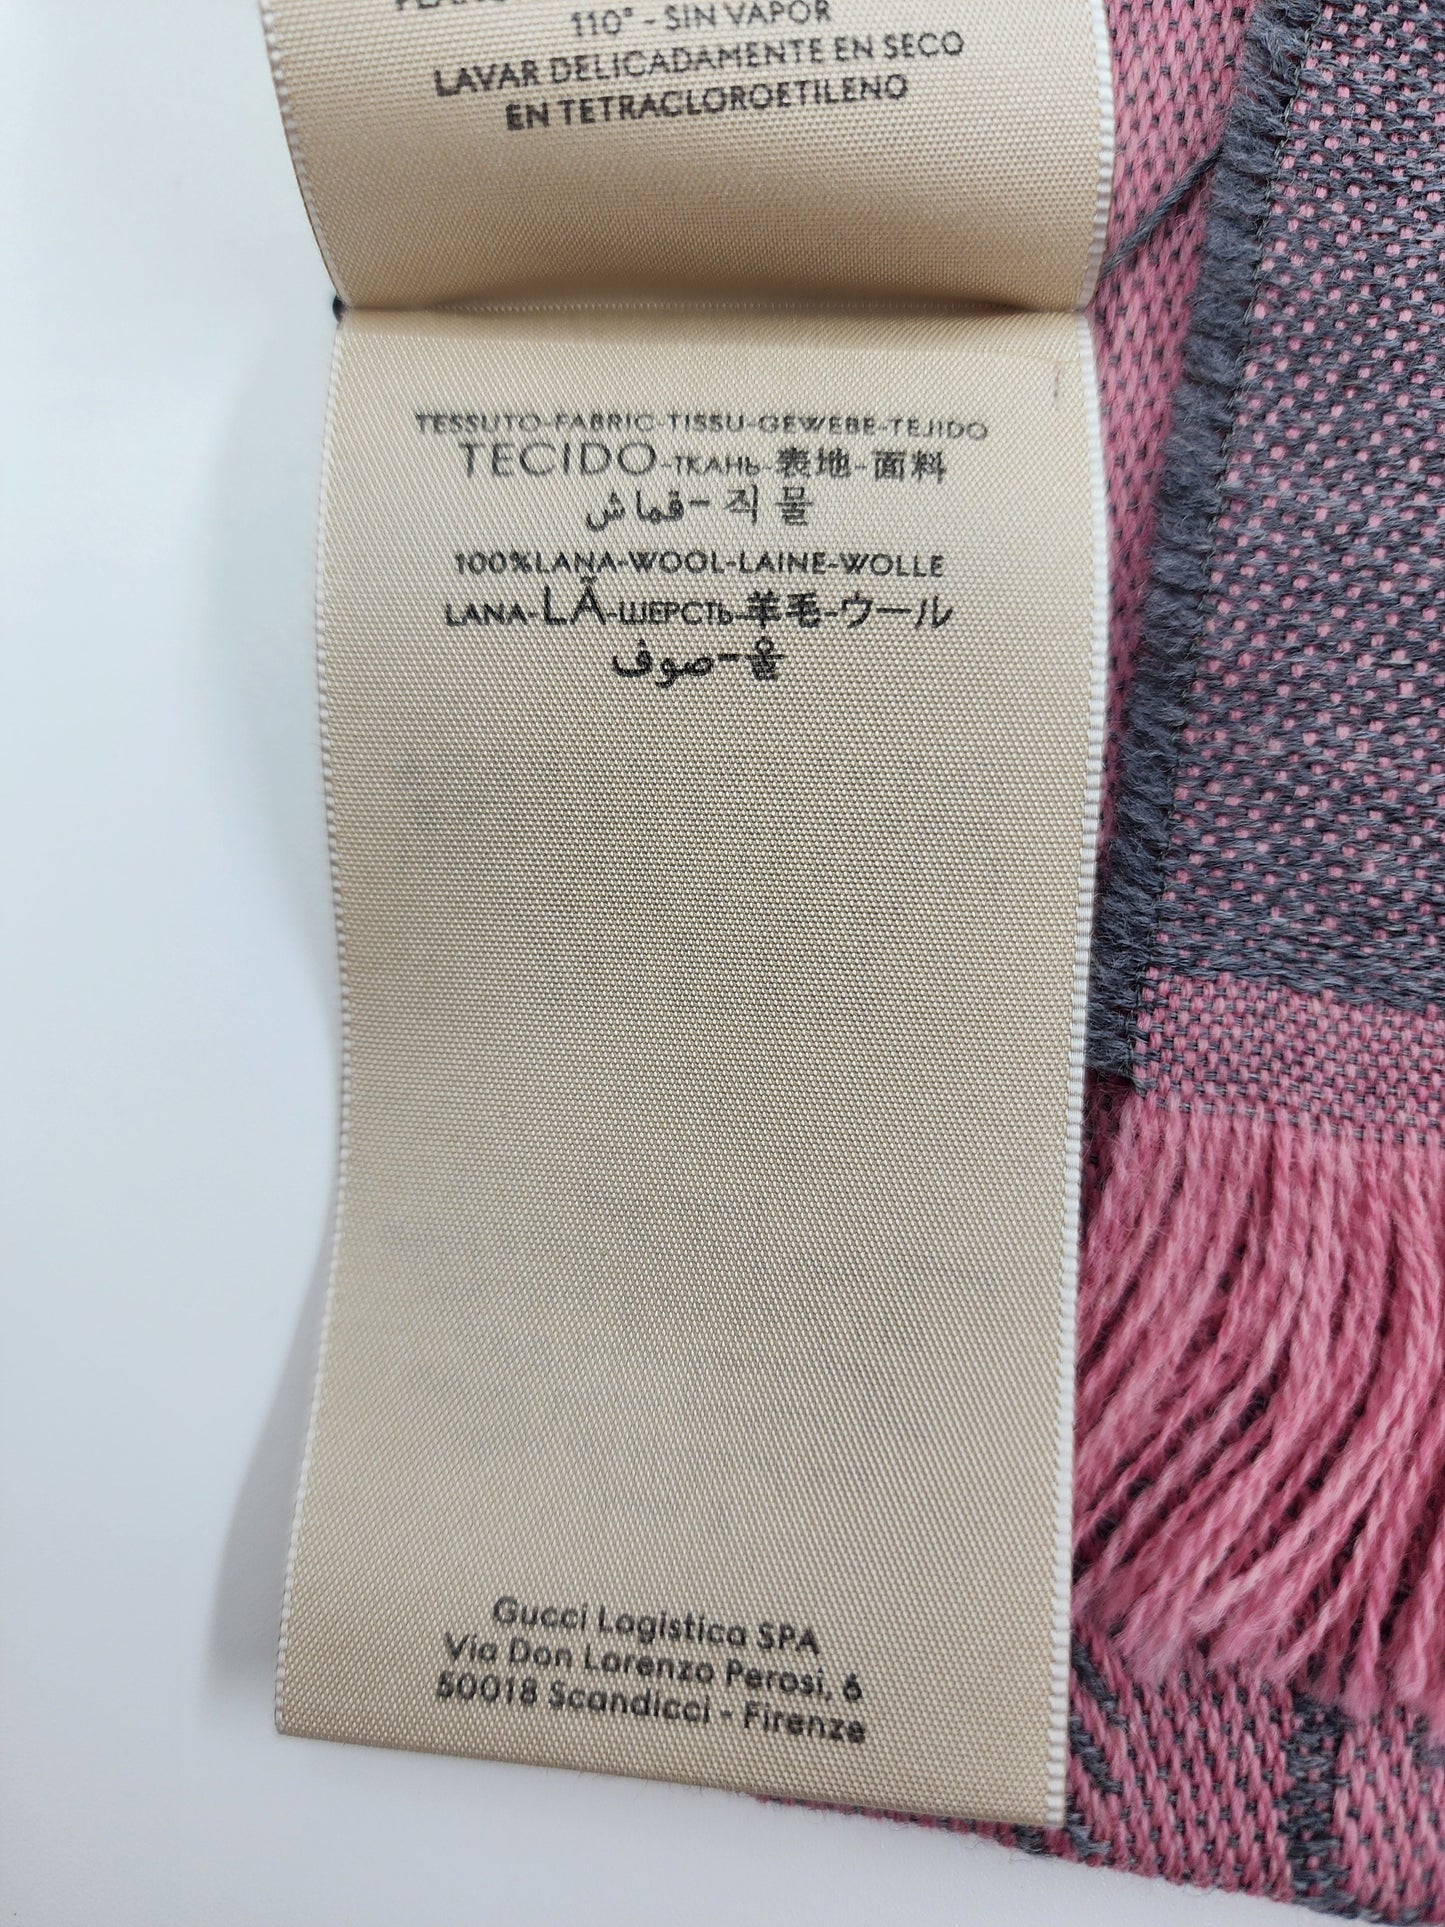 110° - SIN VAPOR
LAVAR DELICADAMENTE EN SECO
EN TETRACLOROETILENO
TESSUTO-FABRIC-TISSU-GEWEBE-TEJIDO
TECIDO-ТКАНЬ-表地-面料
قماش-직물
100%LANA-WOOL-LAINE-WOLLE
LANA-LÃ-ШЕРСТЬ-羊毛-ウール
صوف-울
Gucci Logistica SPA
Via Don Lorenzo Perosi, 6
50018 Scandicci - Firenze